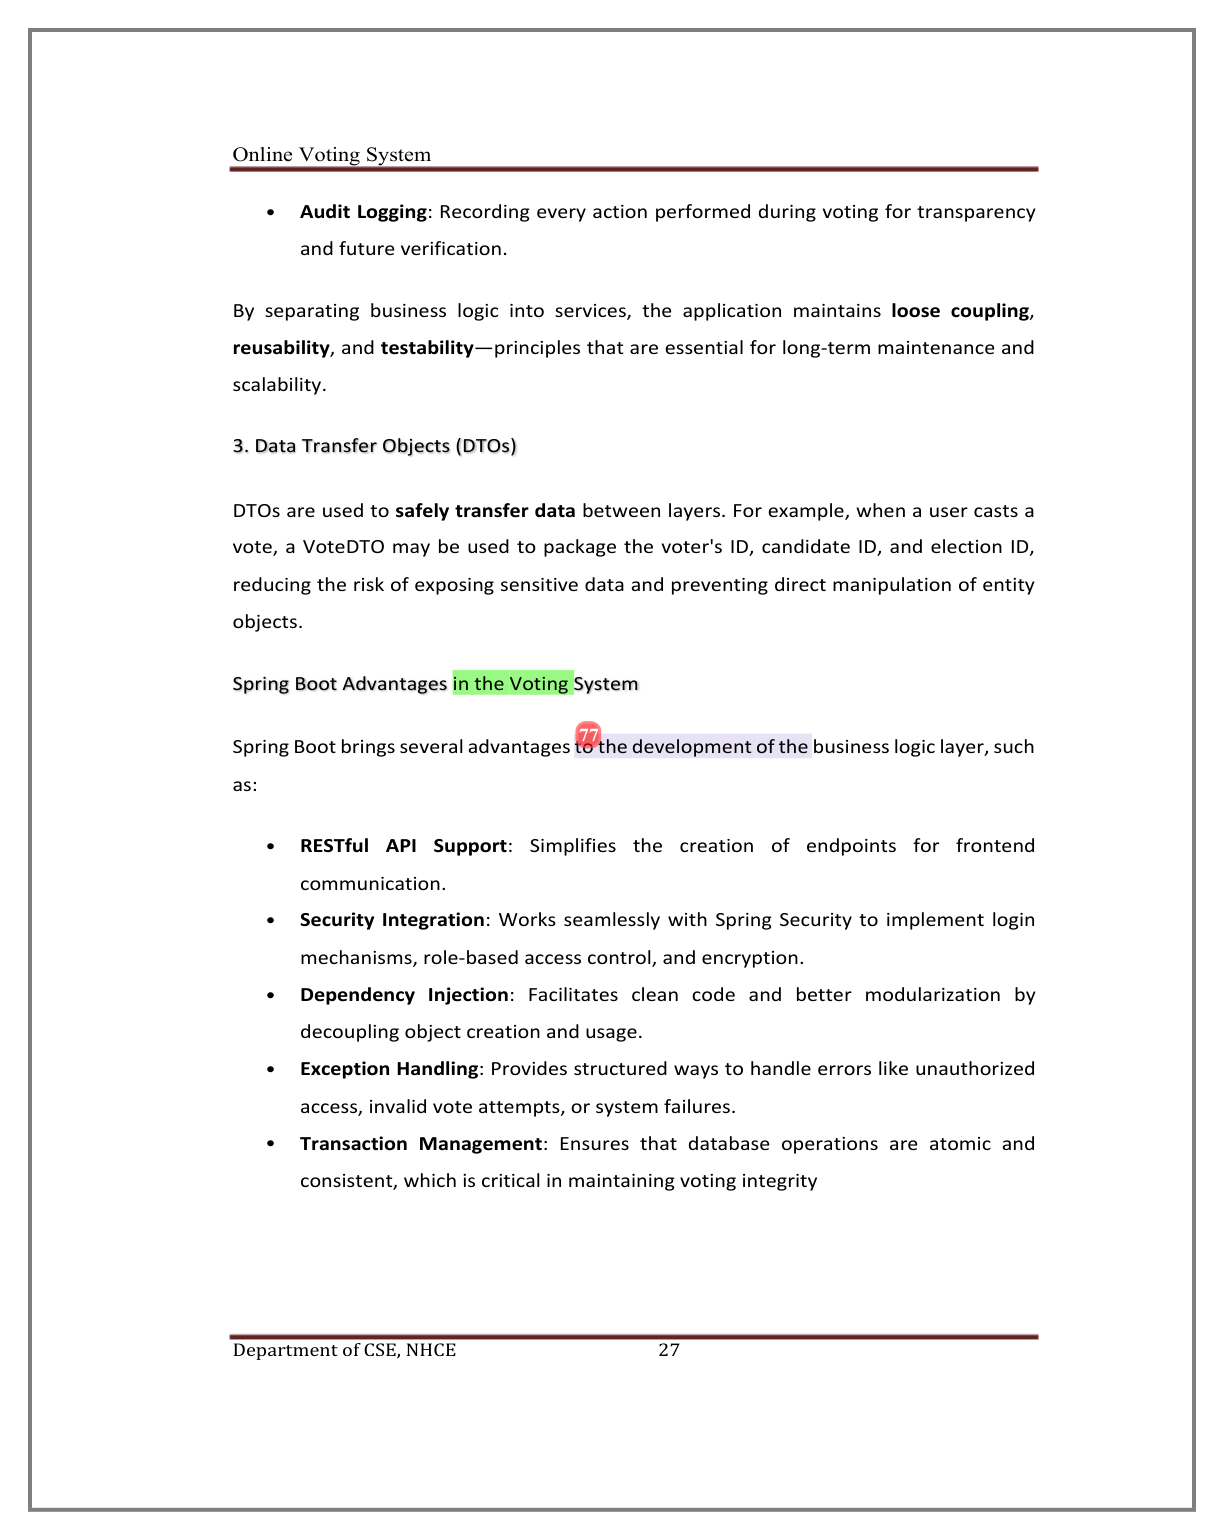 Online Voting System
• Audit Logging: Recording every action performed during voting for transparency
and future verification.
By separating business logic into services, the application maintains loose coupling,
reusability, and testability—principles that are essential for long-term maintenance and
scalability.
3. Data Transfer Objects (DTOs)
DTOs are used to safely transfer data between layers. For example, when a user casts a
vote, a VoteDTO may be used to package the voter's ID, candidate ID, and election ID,
reducing the risk of exposing sensitive data and preventing direct manipulation of entity
objects.
Spring Boot Advantages in the Voting System
77
Spring Boot brings several advantages to the development of the business logic layer, such
as:
• RESTful API Support: Simplifies the creation of endpoints for frontend
communication.
• Security Integration: Works seamlessly with Spring Security to implement login
mechanisms, role-based access control, and encryption.
• Dependency Injection: Facilitates clean code and better modularization by
decoupling object creation and usage.
• Exception Handling: Provides structured ways to handle errors like unauthorized
access, invalid vote attempts, or system failures.
• Transaction Management: Ensures that database operations are atomic and
consistent, which is critical in maintaining voting integrity
Department of CSE, NHCE 27